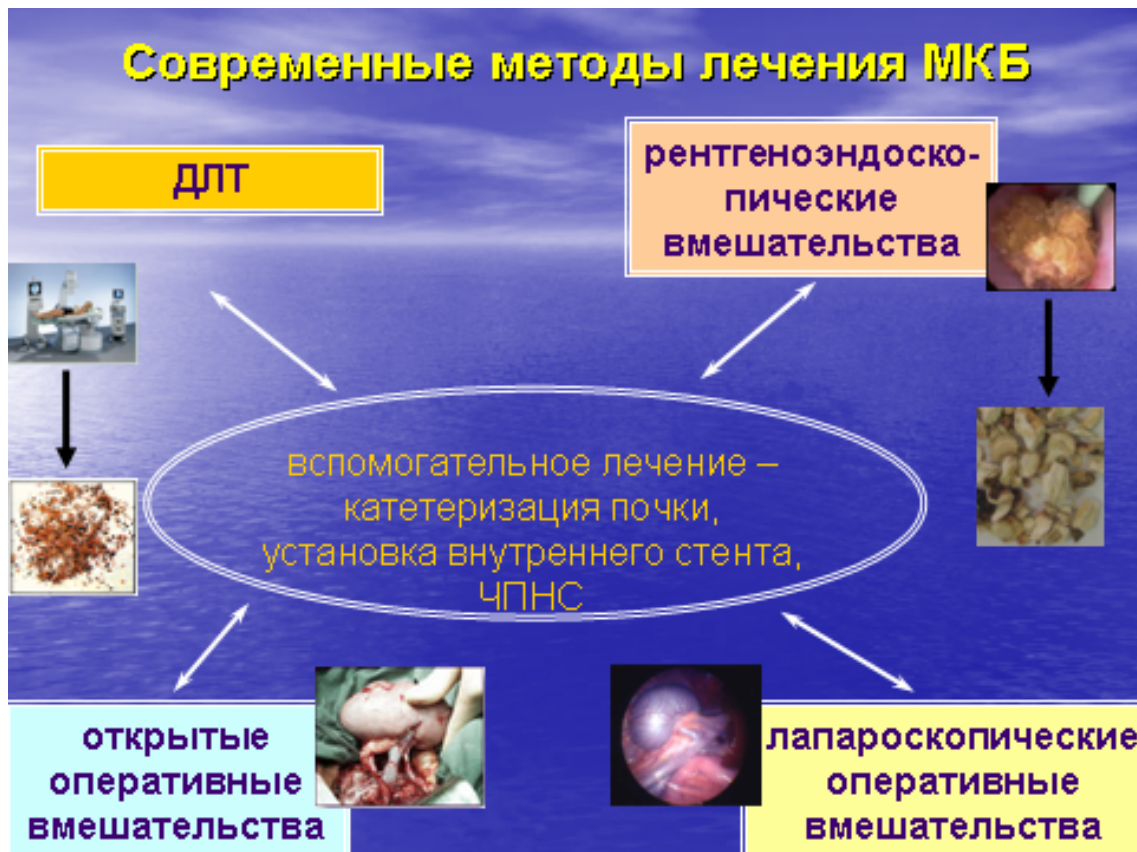 Современные методы лечения МКБ
ДЛТ
рентгеноэндоско-
пические
вмешательства
вспомогательное лечение –
катетеризация почки,
установка внутреннего стента,
ЧПНС
открытые
оперативные
вмешательства
лапароскопические
оперативные
вмешательства